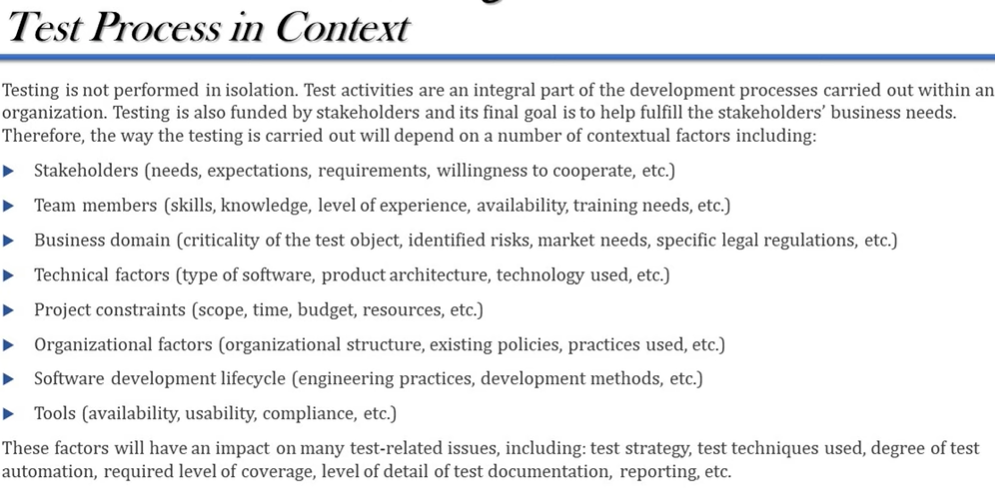 Test Process in Context
Testing is not performed in isolation. Test activities are an integral part of the development processes carried out within an
organization. Testing is also funded by stakeholders and its final goal is to help fulfill the stakeholders’ business needs.
Therefore, the way the testing is carried out will depend on a number of contextual factors including:
Stakeholders (needs, expectations, requirements, willingness to cooperate, etc.)
Team members (skills, knowledge, level of experience, availability, training needs, etc.)
Business domain (criticality of the test object, identified risks, market needs, specific legal regulations, etc.)
Technical factors (type of software, product architecture, technology used, etc.)
Project constraints (scope, time, budget, resources, etc.)
Organizational factors (organizational structure, existing policies, practices used, etc.)
Software development lifecycle (engineering practices, development methods, etc.)
Tools (availability, usability, compliance, etc.)
These factors will have an impact on many test-related issues, including: test strategy, test techniques used, degree of test
automation, required level of coverage, level of detail of test documentation, reporting, etc.